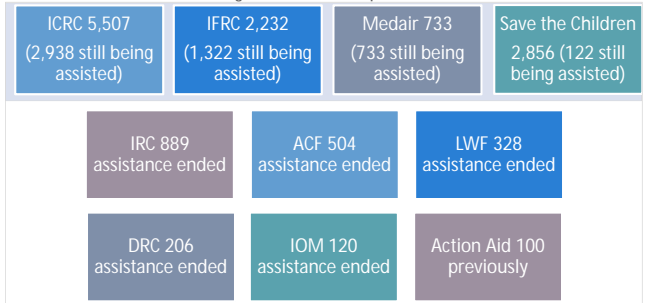 ICRC 5,507
(2,938 still being
assisted)
IFRC 2,232
(1,322 still being
assisted)
Medair 733
(733 still being
assisted)
Save the Children
2,856 (122 still
being assisted)
IRC 889
assistance ended
ACF 504
assistance ended
LWF 328
assistance ended
DRC 206
assistance ended
IOM 120
assistance ended
Action Aid 100
previously